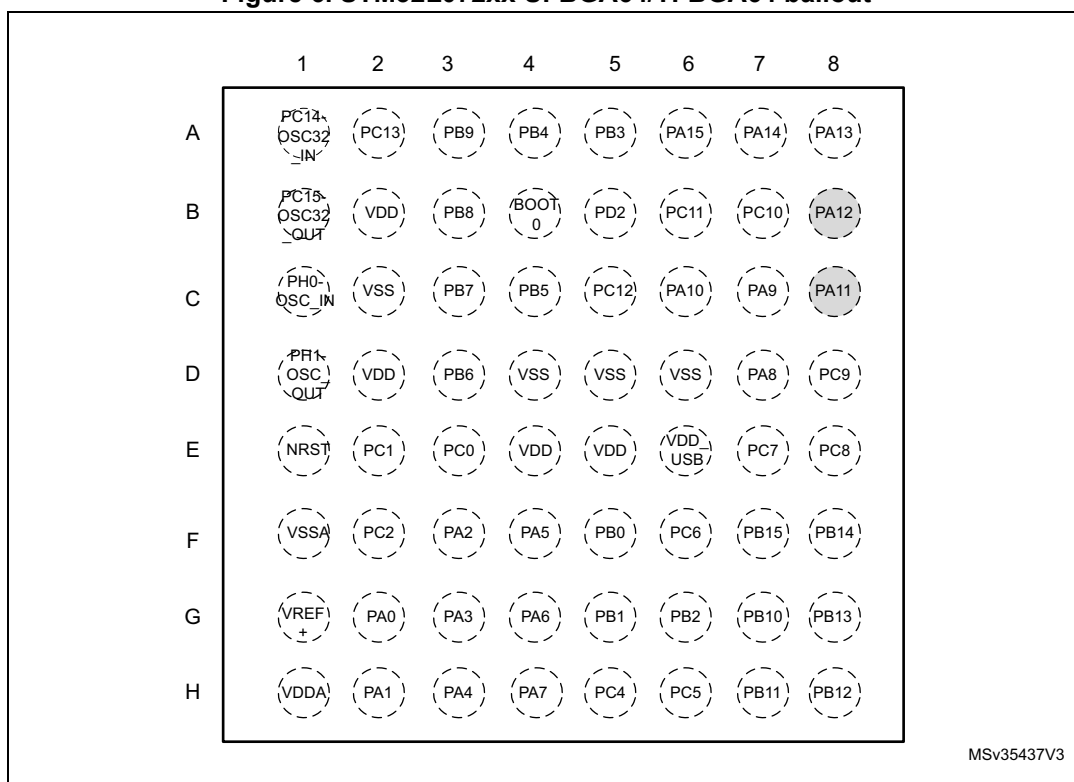 Figure ballout
1 2 3 4 5 6 7 8
A PC14-OSC32_IN PC13 PB9 PB4 PB3 PA15 PA14 PA13
B PC15-OSC32_OUT VDD PB8 BOOT0 PD2 PC11 PC10 PA12
C PH0-OSC_IN VSS PB7 PB5 PC12 PA10 PA9 PA11
D PH1-OSC_OUT VDD PB6 VSS VSS VSS PA8 PC9
E NRST PC1 PC0 VDD VDD VDD_USB PC7 PC8
F VSSA PC2 PA2 PA5 PB0 PC6 PB15 PB14
G VREF+ PA0 PA3 PA6 PB1 PB2 PB10 PB13
H VDDA PA1 PA4 PA7 PC4 PC5 PB11 PB12
MSv35437V3